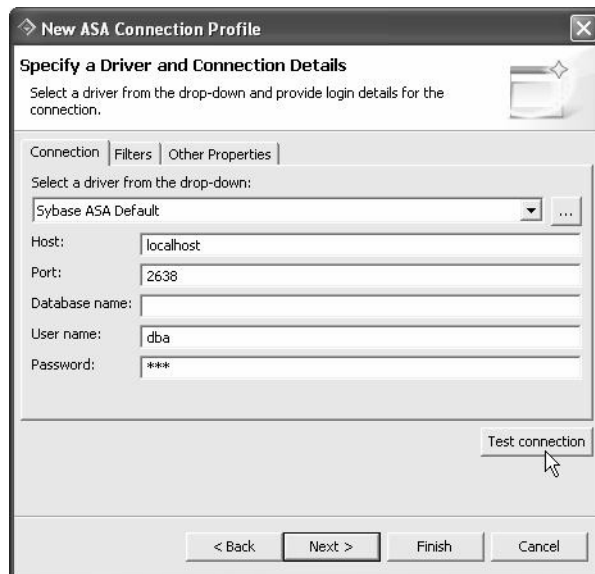 New ASA Connection Profile
Specify a Driver and Connection Details
Select a driver from the drop-down and provide login details for the
connection.
Connection Filters Other Properties
Select a driver from the drop-down:
Sybase ASA Default ...
Host: localhost
Port: 2638
Database name:
User name: dba
Password: ***
Test connection
< Back Next > Finish Cancel